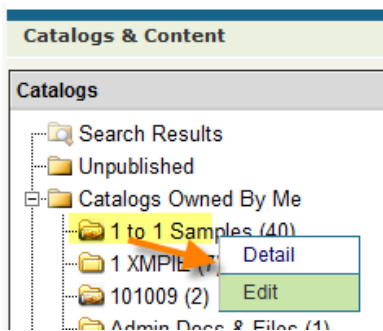 Catalogs & Content
Catalogs
Search Results
Unpublished
Catalogs Owned By Me
1 to 1 Samples (40)
Detail
1 XMPIE (7)
Edit
101009 (2)
Admin Docs & Files (1)